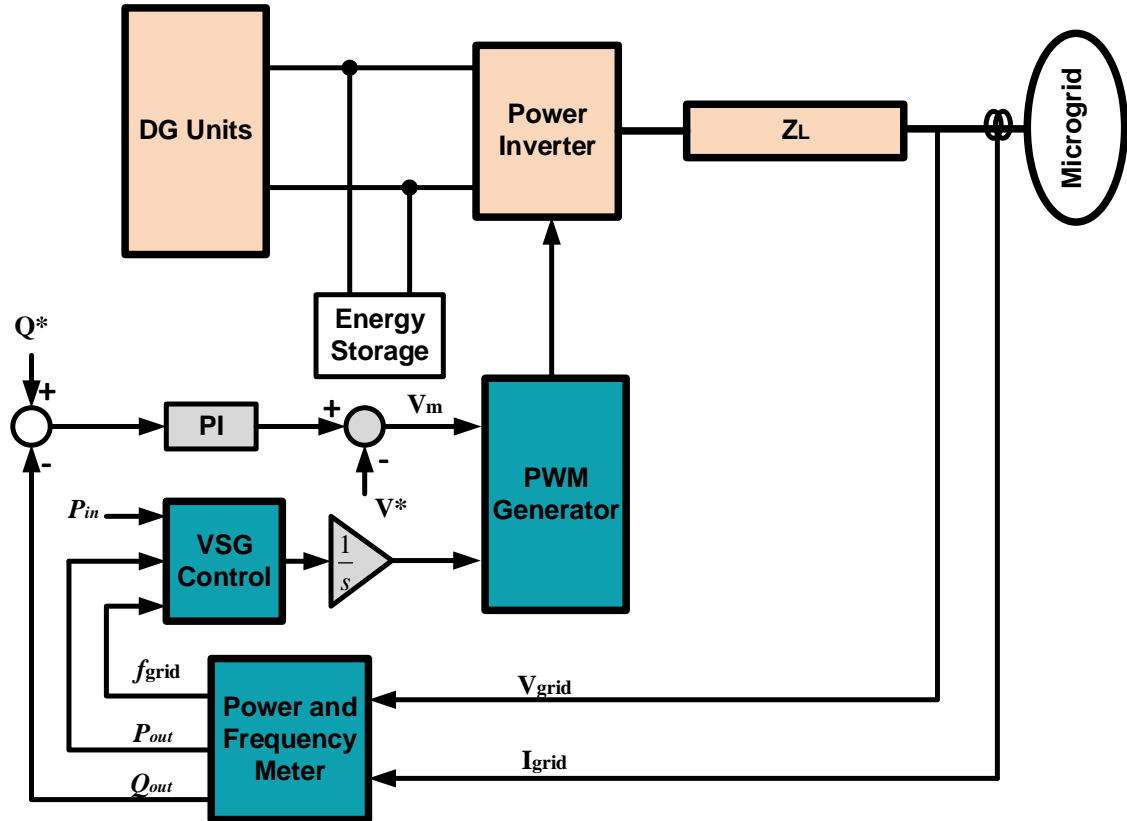 DG Units
Power
Inverter
ZL
Microgrid
Energy
Storage
Q*
+
-
PI
+
-
Vm
V*
PWM
Generator
Pin
VSG
Control
1
s
fgrid
Pout
Qout
Power and
Frequency
Meter
Vgrid
Igrid